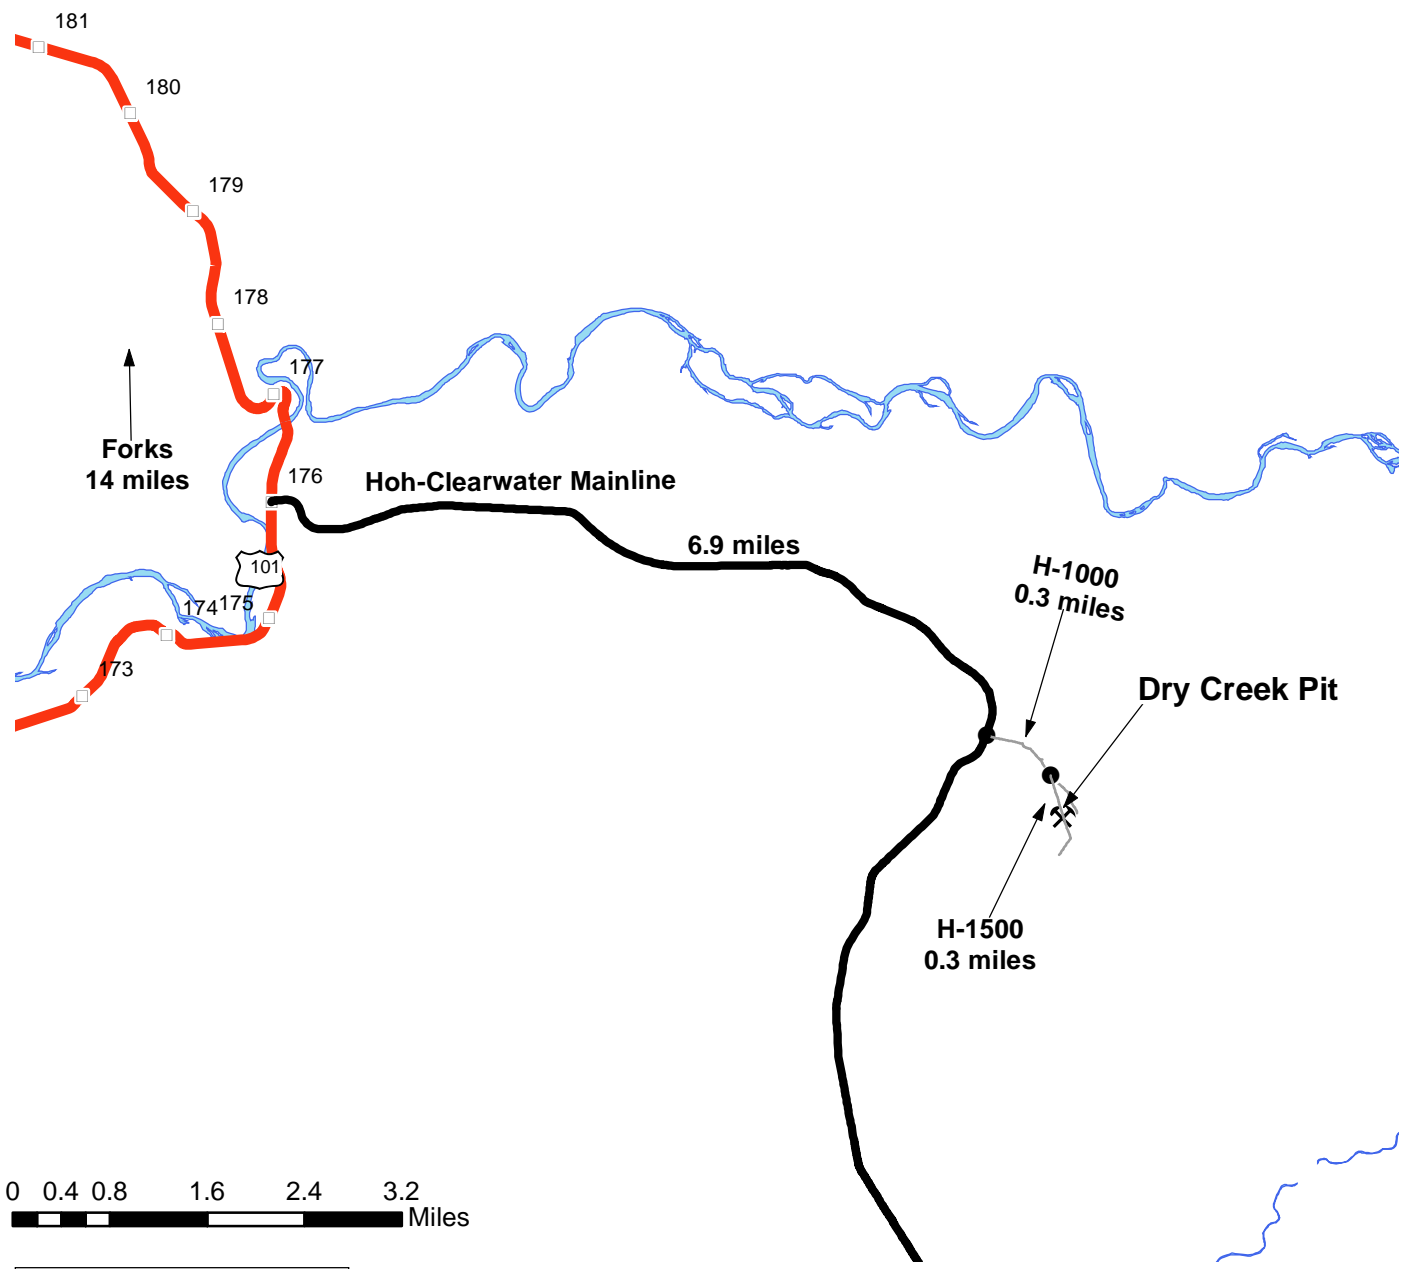 181
180
179
178
177
Forks
14 miles
176
Hoh-Clearwater Mainline
6.9 miles
101
H-1000
0.3 miles
174
175
173
Dry Creek Pit
H-1500
0.3 miles
0 0.4 0.8 1.6 2.4 3.2
Miles